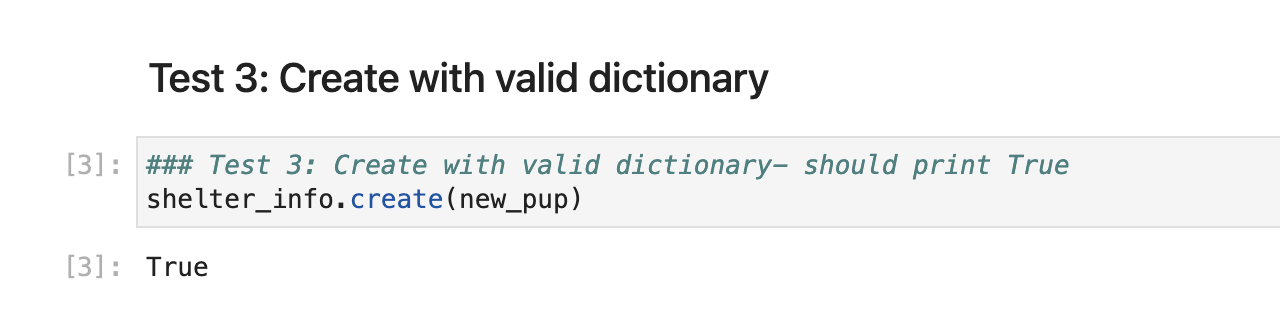 Test 3: Create with valid dictionary
[3]: ### Test 3: Create with valid dictionary— should print True
shelter_info.create(new_pup)
[3]: True